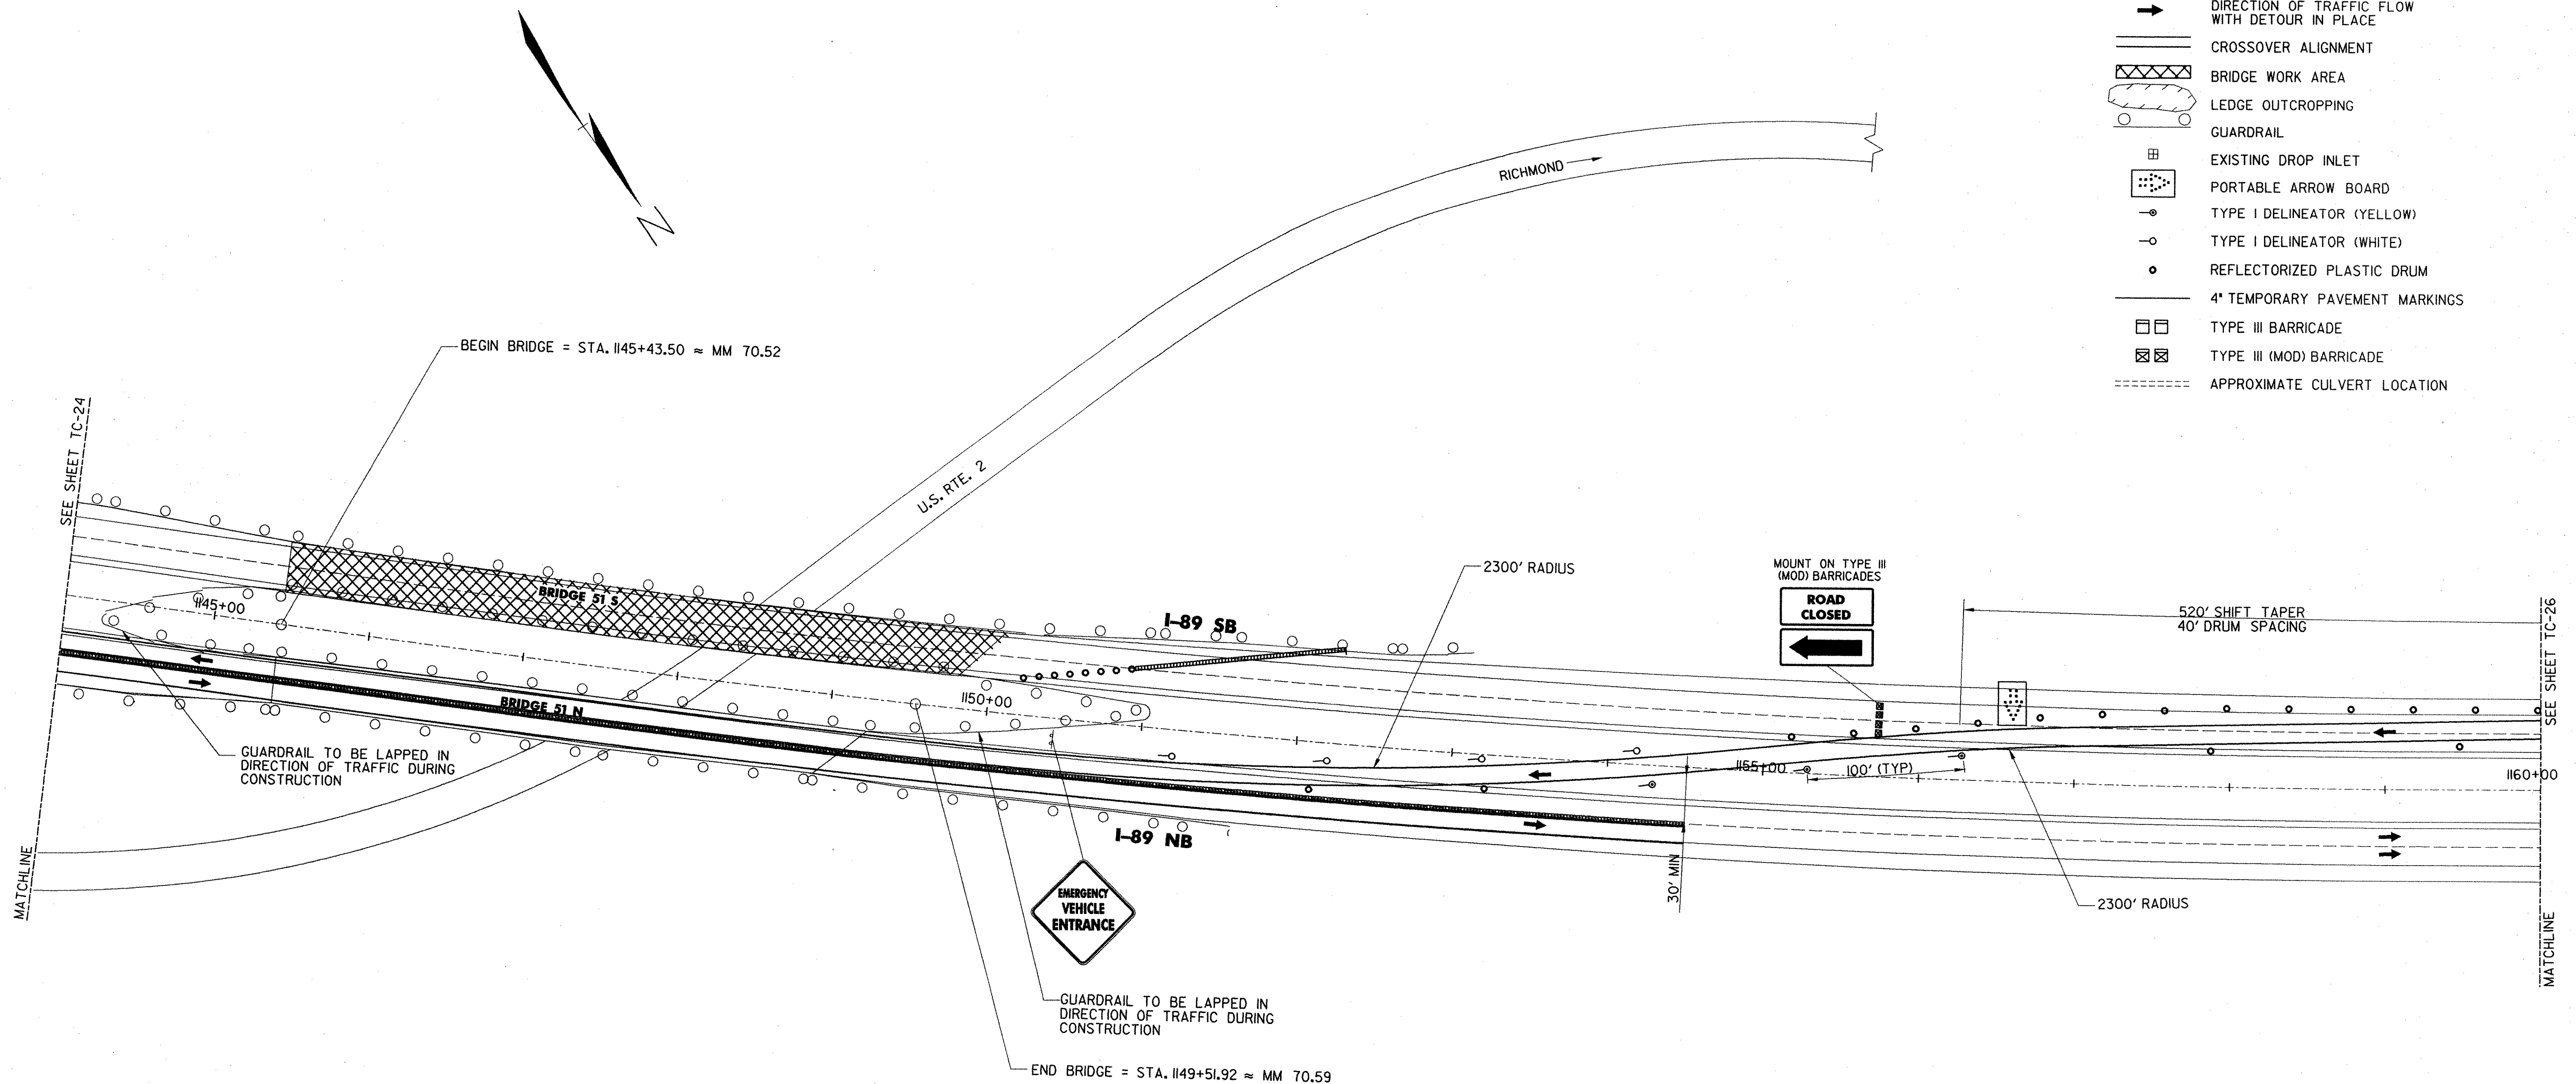 DIRECTION OF TRAFFIC FLOW
WITH DETOUR IN PLACE
CROSSOVER ALIGNMENT
BRIDGE WORK AREA
LEDGE OUTCROPPING
GUARDRAIL
EXISTING DROP INLET
PORTABLE ARROW BOARD
TYPE I DELINEATOR (YELLOW)
TYPE I DELINEATOR (WHITE)
REFLECTORIZED PLASTIC DRUM
4" TEMPORARY PAVEMENT MARKINGS
TYPE III BARRICADE
TYPE III (MOD) BARRICADE
APPROXIMATE CULVERT LOCATION
N
RICHMOND
U.S. RTE. 2
BEGIN BRIDGE = STA. 1145+43.50 ≈ MM 70.52
SEE SHEET TC-24
MATCHLINE
1145+00
BRIDGE 51 S
BRIDGE 51 N
GUARDRAIL TO BE LAPPED IN
DIRECTION OF TRAFFIC DURING
CONSTRUCTION
1150+00
I-89 SB
I-89 NB
EMERGENCY
VEHICLE
ENTRANCE
GUARDRAIL TO BE LAPPED IN
DIRECTION OF TRAFFIC DURING
CONSTRUCTION
END BRIDGE = STA. 1149+51.92 ≈ MM 70.59
2300' RADIUS
MOUNT ON TYPE III
(MOD) BARRICADES
ROAD
CLOSED
520' SHIFT TAPER
40' DRUM SPACING
1155+00
100' (TYP)
30' MIN
2300' RADIUS
1160+00
SEE SHEET TC-26
MATCHLINE